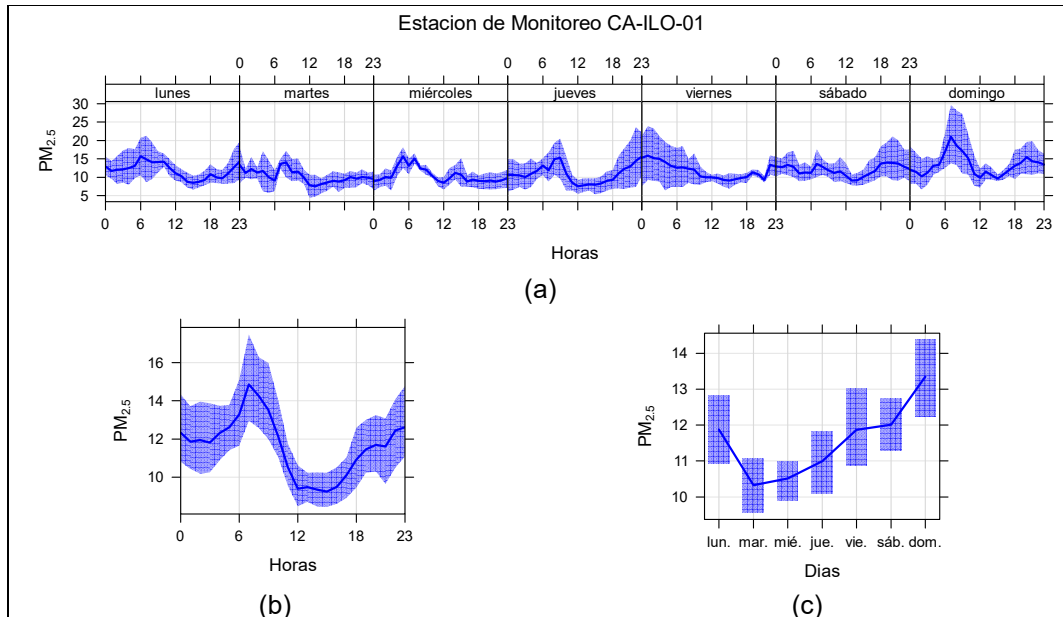 Estacion de Monitoreo CA-ILO-01
0 6 12 18 23 0 6 12 18 23 0 6 12 18 23
lunes martes miércoles jueves viernes sábado domingo
30
25
20
15
10
5
PM2.5
0 6 12 18 23 0 6 12 18 23 0 6 12 18 23 0 6 12 18 23
Horas
(a)
16
14
12
10
PM2.5
0 6 12 18 23
Horas
(b)
14
13
12
11
10
PM2.5
lun. mar. mié. jue. vie. sáb. dom.
Dias
(c)